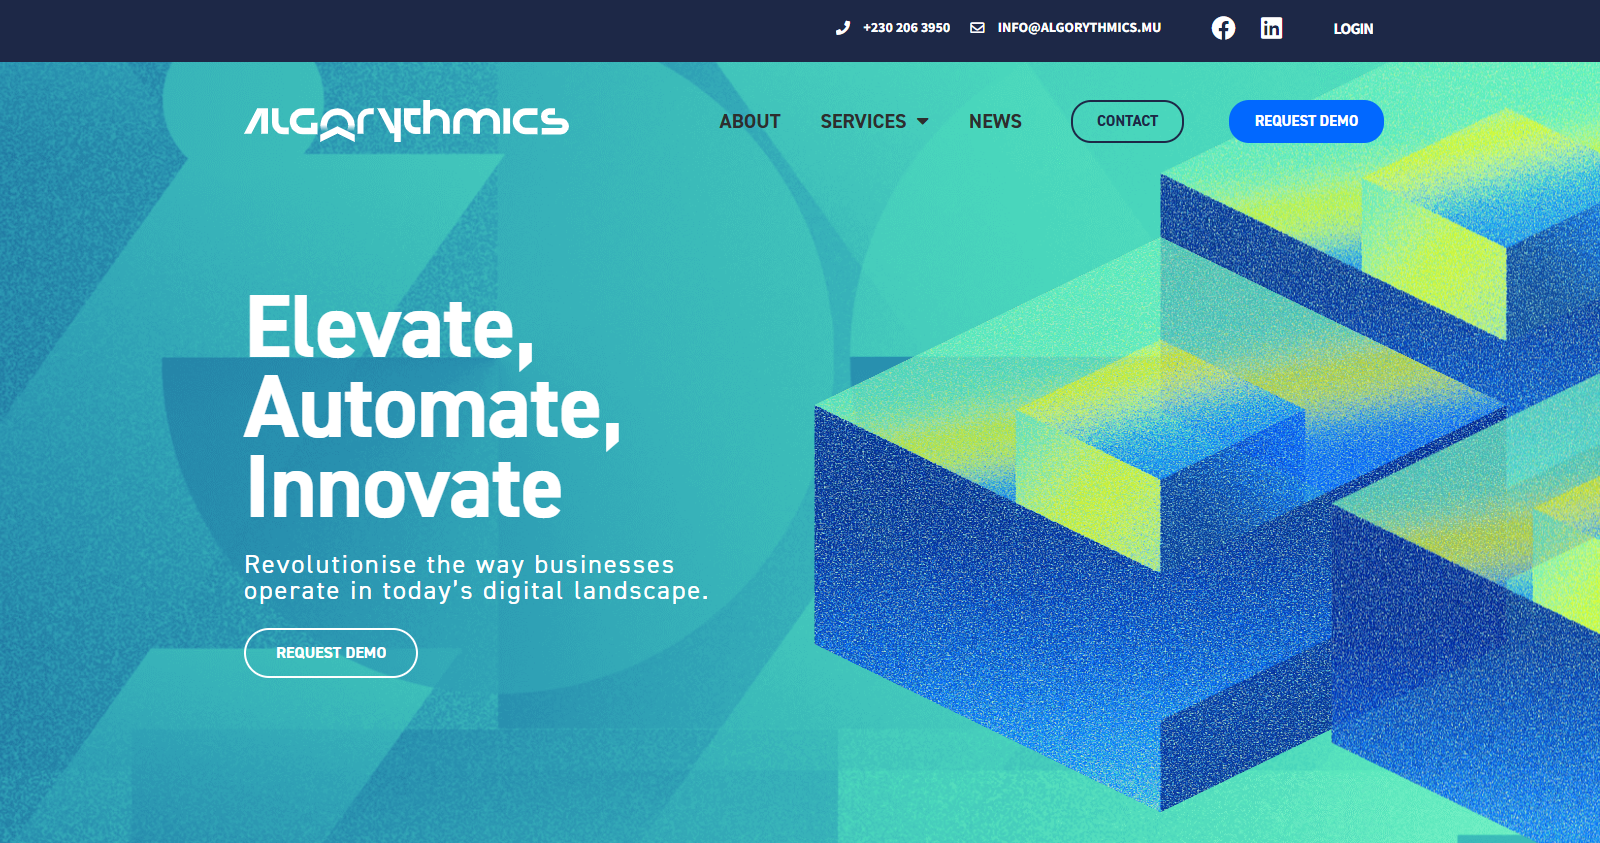 +230 206 3950 INFO@ALGORYTHMICS.MU LOGIN
ALGORYTHMICS ABOUT SERVICES NEWS CONTACT REQUEST DEMO
Elevate,
Automate,
Innovate
Revolutionise the way businesses
operate in today’s digital landscape.
REQUEST DEMO